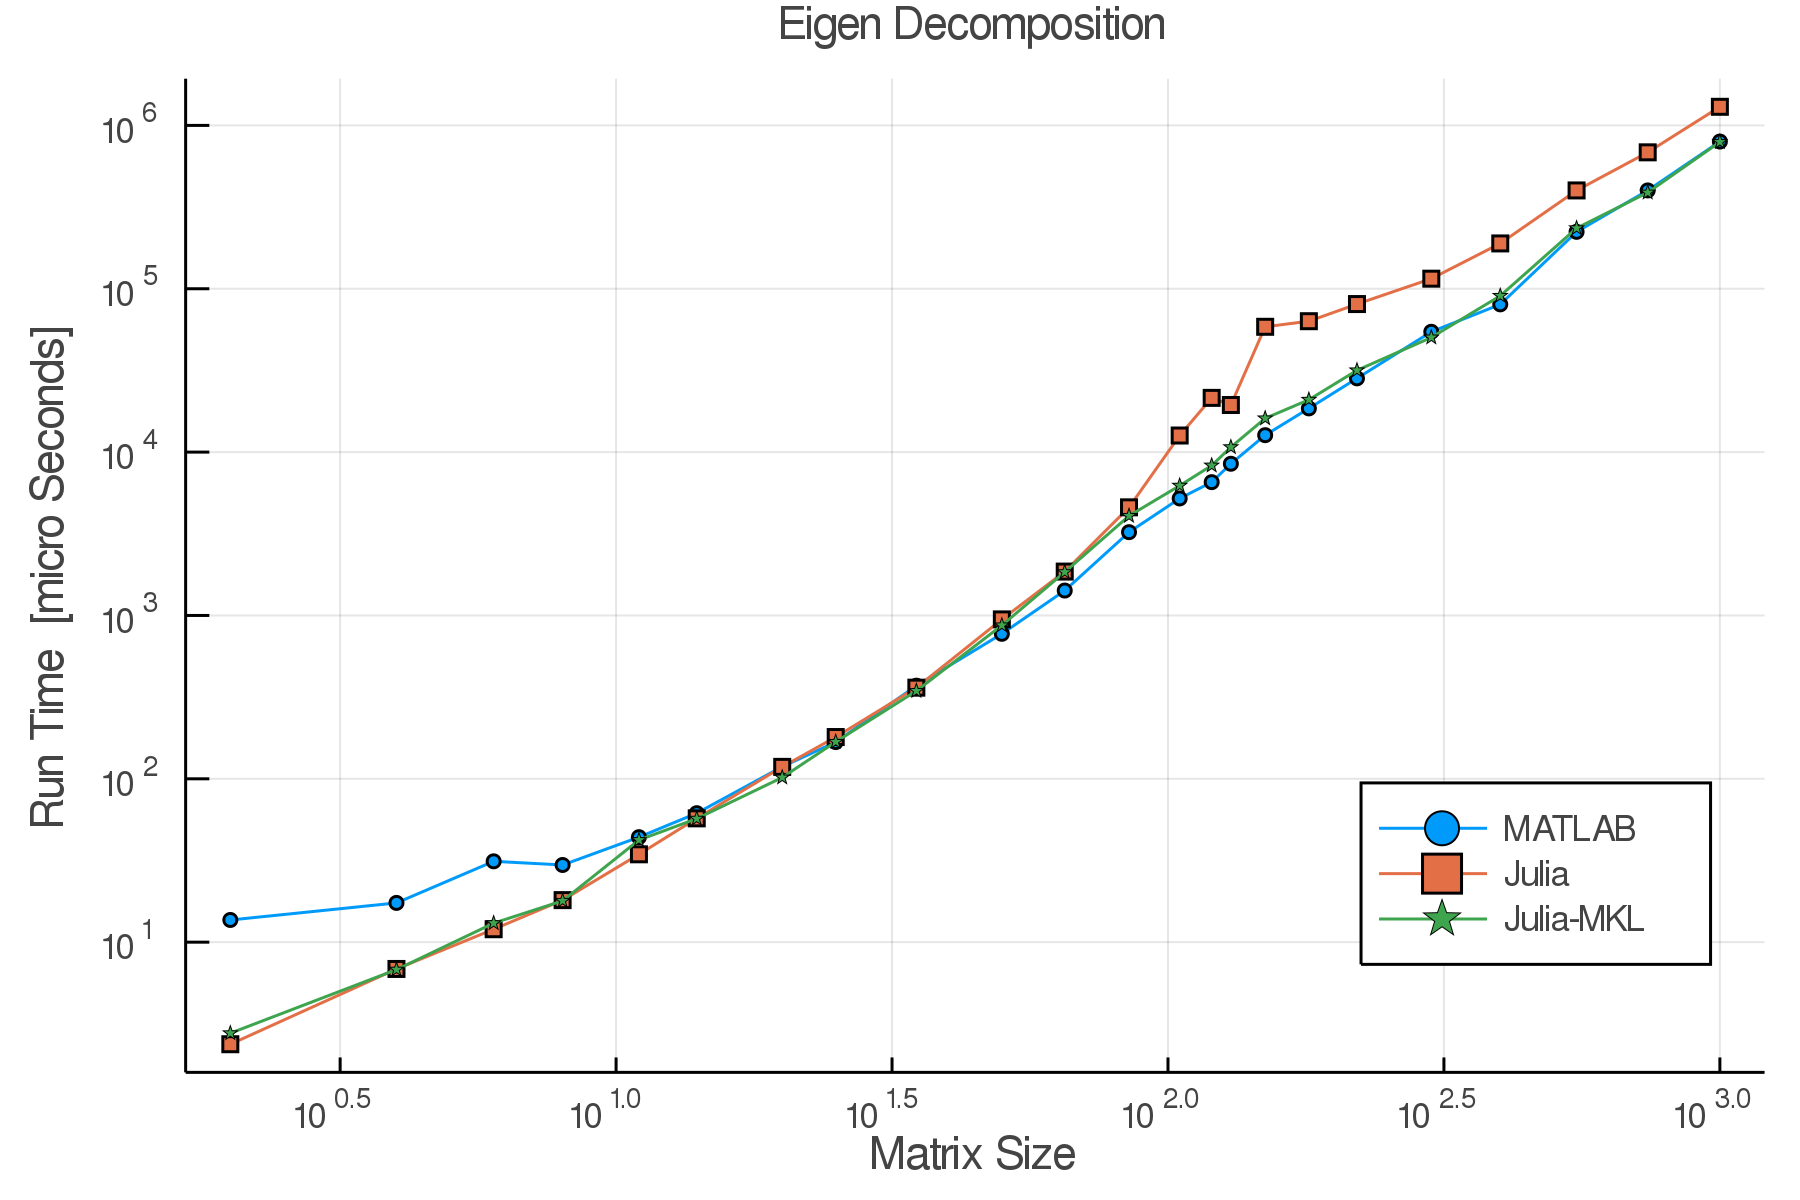 Eigen Decomposition
Run Time [micro Seconds]
10^6
10^5
10^4
10^3
10^2
10^1
MATLAB
Julia
Julia-MKL
10^0.5 10^1.0 10^1.5 10^2.0 10^2.5 10^3.0
Matrix Size